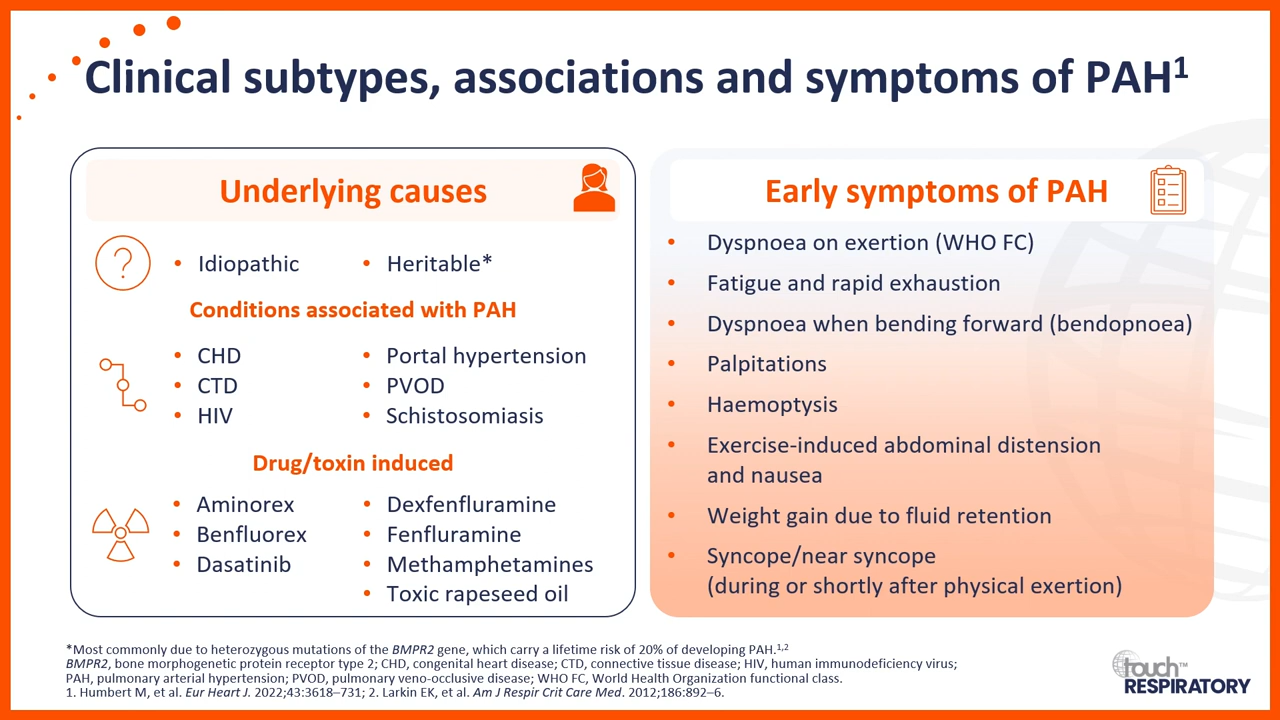 Clinical subtypes, associations and symptoms of PAH¹
Underlying causes
? • Idiopathic • Heritable*
Conditions associated with PAH
• CHD • Portal hypertension
• CTD • PVOD
• HIV • Schistosomiasis
Drug/toxin induced
• Aminorex • Dexfenfluramine
• Benfluorex • Fenfluramine
• Dasatinib • Methamphetamines
• Toxic rapeseed oil
Early symptoms of PAH
• Dyspnoea on exertion (WHO FC)
• Fatigue and rapid exhaustion
• Dyspnoea when bending forward (bendopnoea)
• Palpitations
• Haemoptysis
• Exercise-induced abdominal distension
and nausea
• Weight gain due to fluid retention
• Syncope/near syncope
(during or shortly after physical exertion)
*Most commonly due to heterozygous mutations of the BMPR2 gene, which carry a lifetime risk of 20% of developing PAH.¹,²
BMPR2, bone morphogenetic protein receptor type 2; CHD, congenital heart disease; CTD, connective tissue disease; HIV, human immunodeficiency virus;
PAH, pulmonary arterial hypertension; PVOD, pulmonary veno-occlusive disease; WHO FC, World Health Organization functional class.
1. Humbert M, et al. Eur Heart J. 2022;43:3618–731; 2. Larkin EK, et al. Am J Respir Crit Care Med. 2012;186:892–6.
touch™
RESPIRATORY